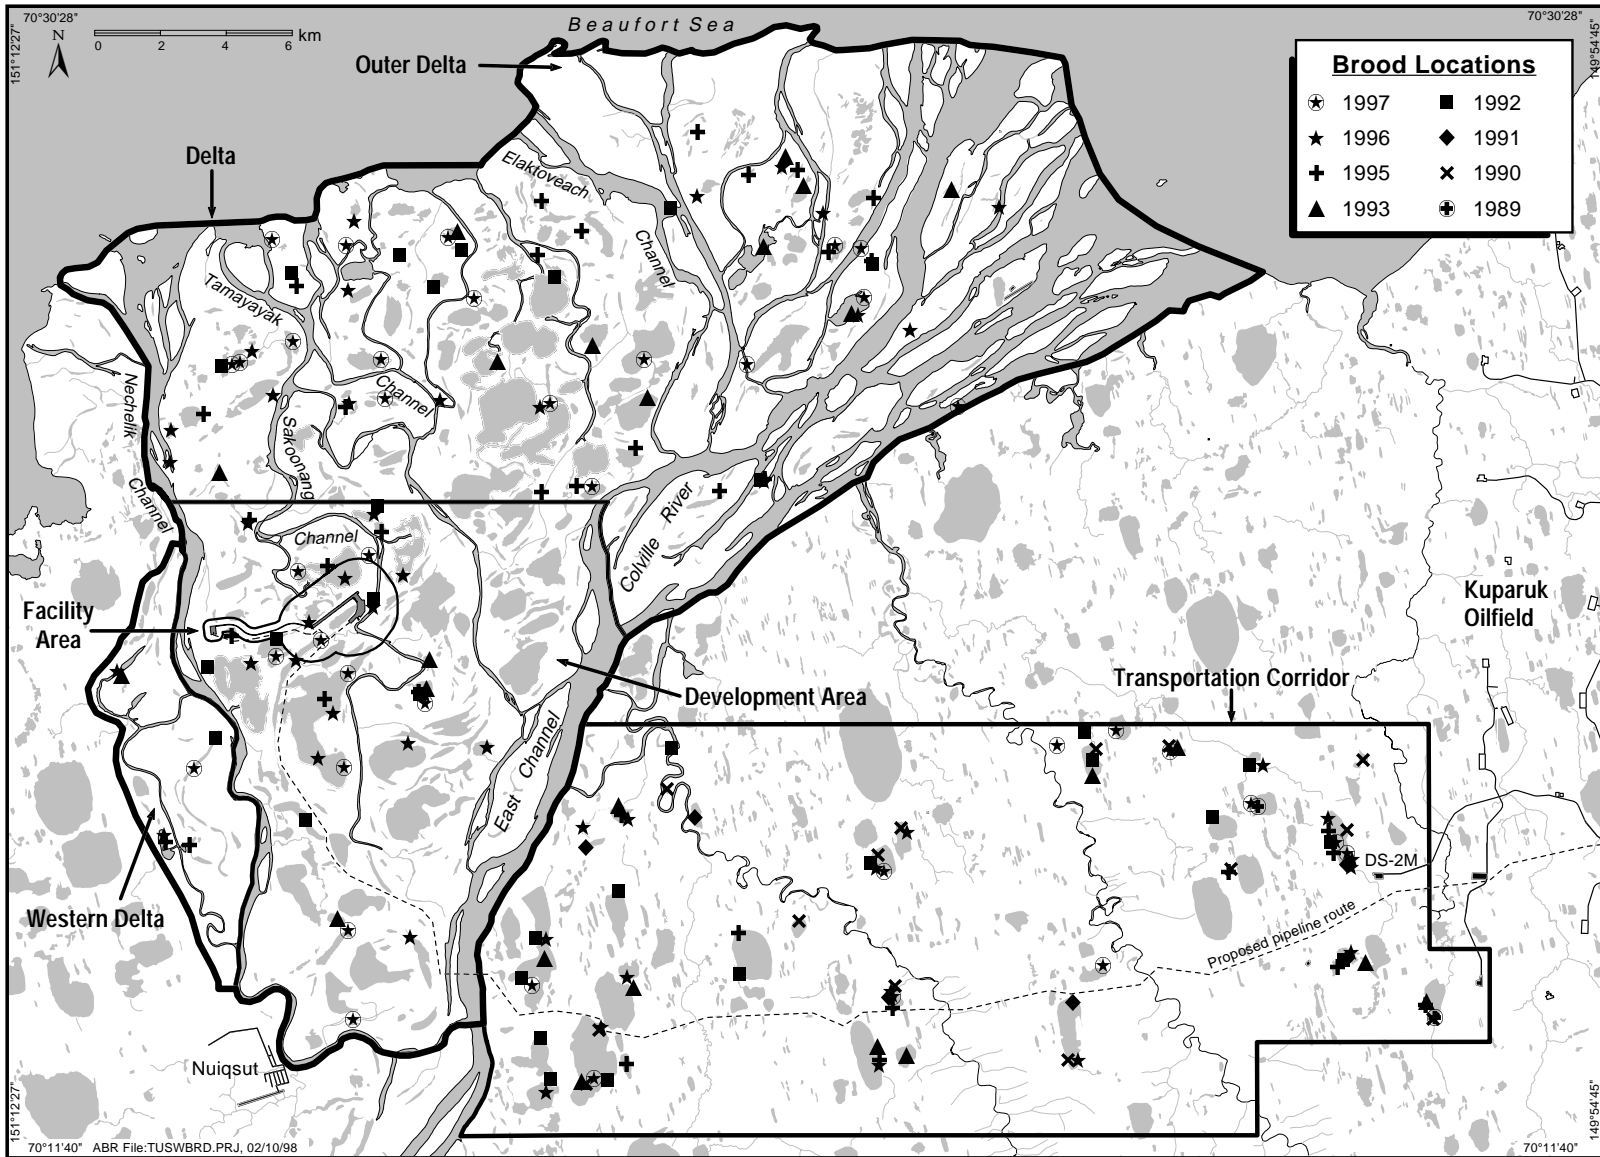 70°30'28"
70°30'28"
151°12'27"
149°54'45"
N
0 2 4 6 km
Beaufort Sea
Outer Delta
Delta
Brood Locations
1997
1992
1996
1991
1995
1990
1993
1989
Elaktoveach
Channel
Tamayayak
Channel
Nechelik
Channel
Sakoonang
Channel
Colville River
Facility
Area
Kuparuk
Oilfield
Development Area
Transportation Corridor
East Channel
DS-2M
Western Delta
Proposed pipeline route
Nuiqsut
151°12'27"
149°54'45"
70°11'40" ABR File:TUSWBRD.PRJ, 02/10/98
70°11'40"